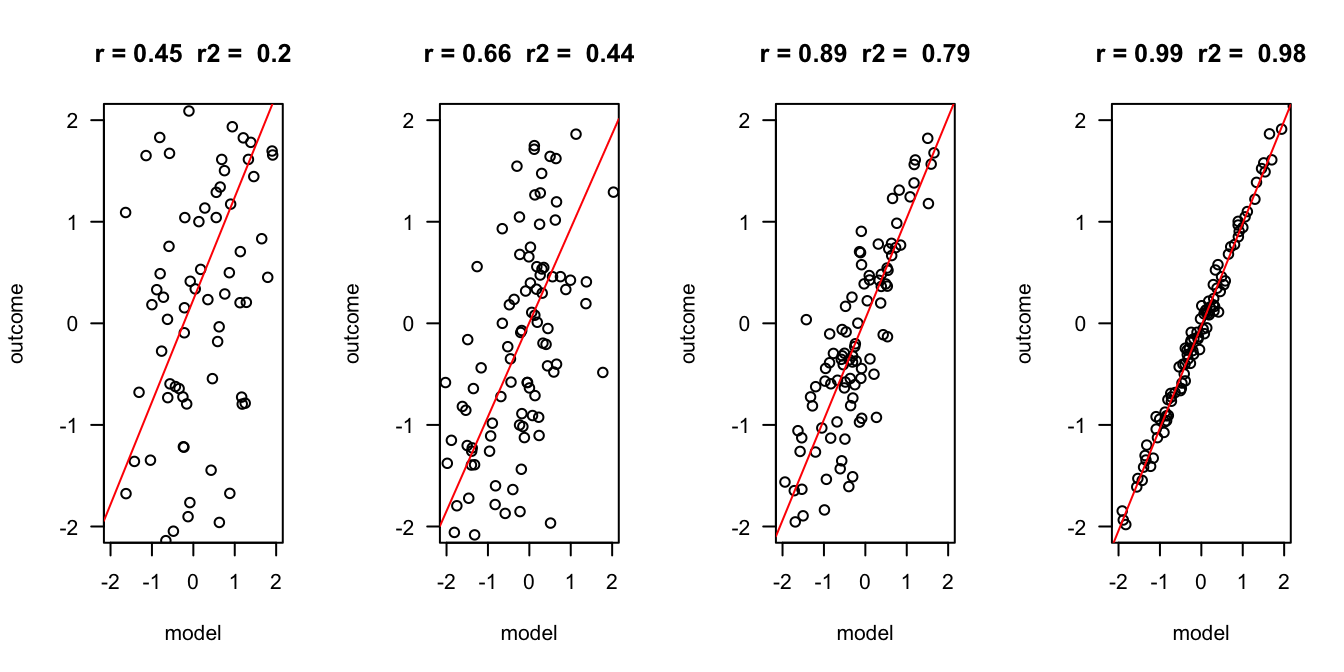 r = 0.45  r2 =  0.2
r = 0.66  r2 =  0.44
r = 0.89  r2 =  0.79
r = 0.99  r2 =  0.98
outcome
2
1
0
-1
-2
-2 -1 0 1 2
model
outcome
2
1
0
-1
-2
-2 -1 0 1 2
model
outcome
2
1
0
-1
-2
-2 -1 0 1 2
model
outcome
2
1
0
-1
-2
-2 -1 0 1 2
model